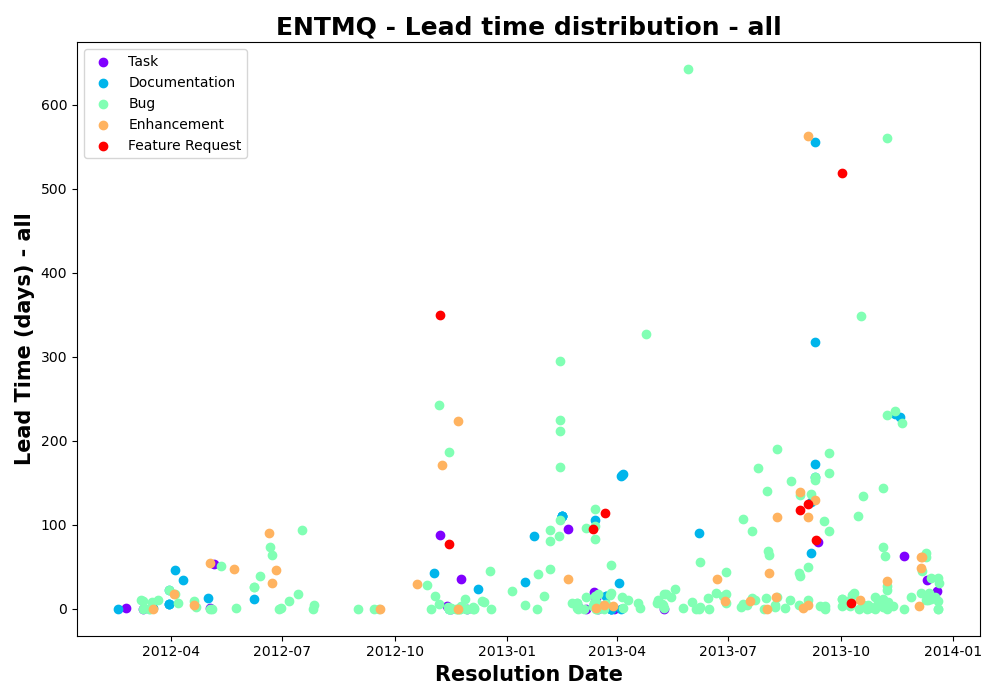 ENTMQ - Lead time distribution - all
Task
Documentation
Bug
Enhancement
Feature Request
Lead Time (days) - all
600
500
400
300
200
100
0
2012-04 2012-07 2012-10 2013-01 2013-04 2013-07 2013-10 2014-01
Resolution Date